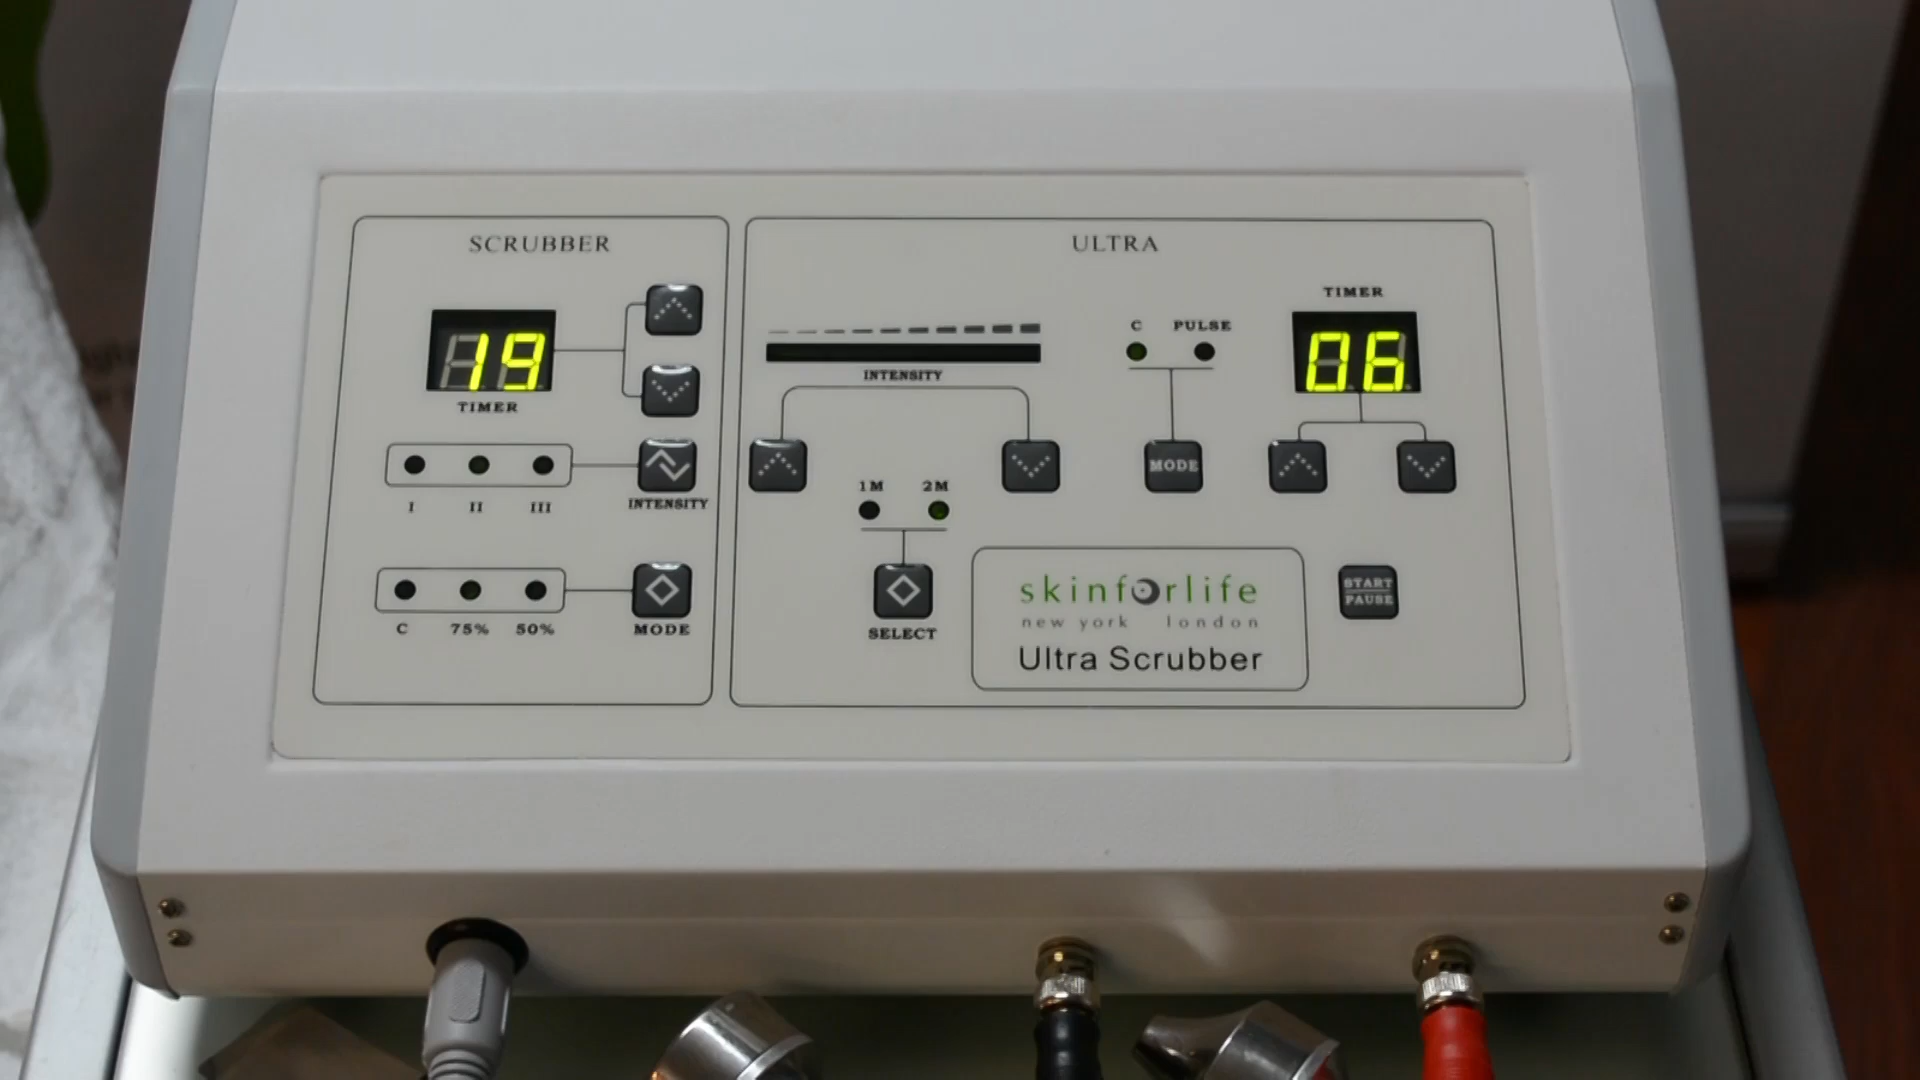 SCRUBBER
19
TIMER
I II III
INTENSITY
C 75% 50%
MODE
ULTRA
INTENSITY
1M 2M
SELECT
C PULSE
MODE
TIMER
06
START
PAUSE
skinforlife
new york london
Ultra Scrubber